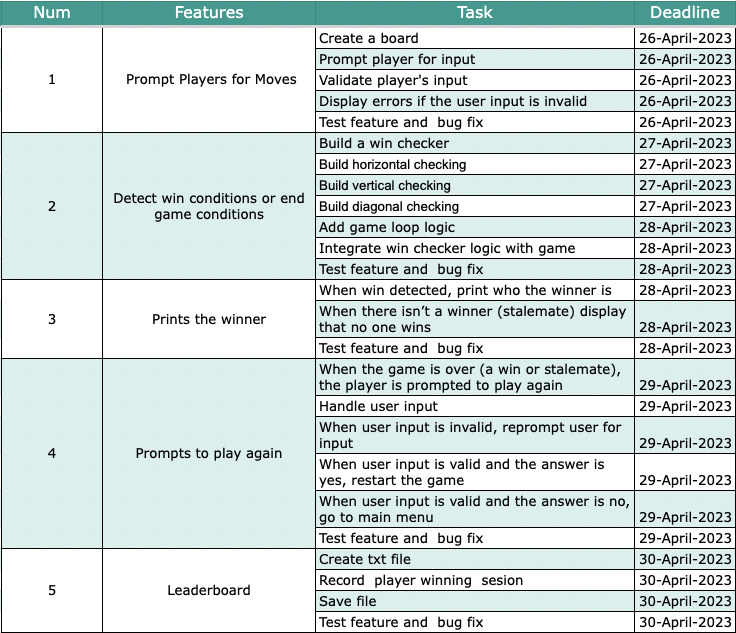 Num Features Task Deadline
1 Prompt Players for Moves
Create a board 26-April-2023
Prompt player for input 26-April-2023
Validate player's input 26-April-2023
Display errors if the user input is invalid 26-April-2023
Test feature and  bug fix 26-April-2023
2 Detect win conditions or end
game conditions
Build a win checker 27-April-2023
Build horizontal checking 27-April-2023
Build vertical checking 27-April-2023
Build diagonal checking 27-April-2023
Add game loop logic 28-April-2023
Integrate win checker logic with game 28-April-2023
Test feature and  bug fix 28-April-2023
3 Prints the winner
When win detected, print who the winner is 28-April-2023
When there isn’t a winner (stalemate) display
that no one wins 28-April-2023
Test feature and  bug fix 28-April-2023
4 Prompts to play again
When the game is over (a win or stalemate),
the player is prompted to play again 29-April-2023
Handle user input 29-April-2023
When user input is invalid, reprompt user for
input 29-April-2023
When user input is valid and the answer is
yes, restart the game 29-April-2023
When user input is valid and the answer is no,
go to main menu 29-April-2023
Test feature and  bug fix 29-April-2023
5 Leaderboard
Create txt file 30-April-2023
Record  player winning  sesion 30-April-2023
Save file 30-April-2023
Test feature and  bug fix 30-April-2023